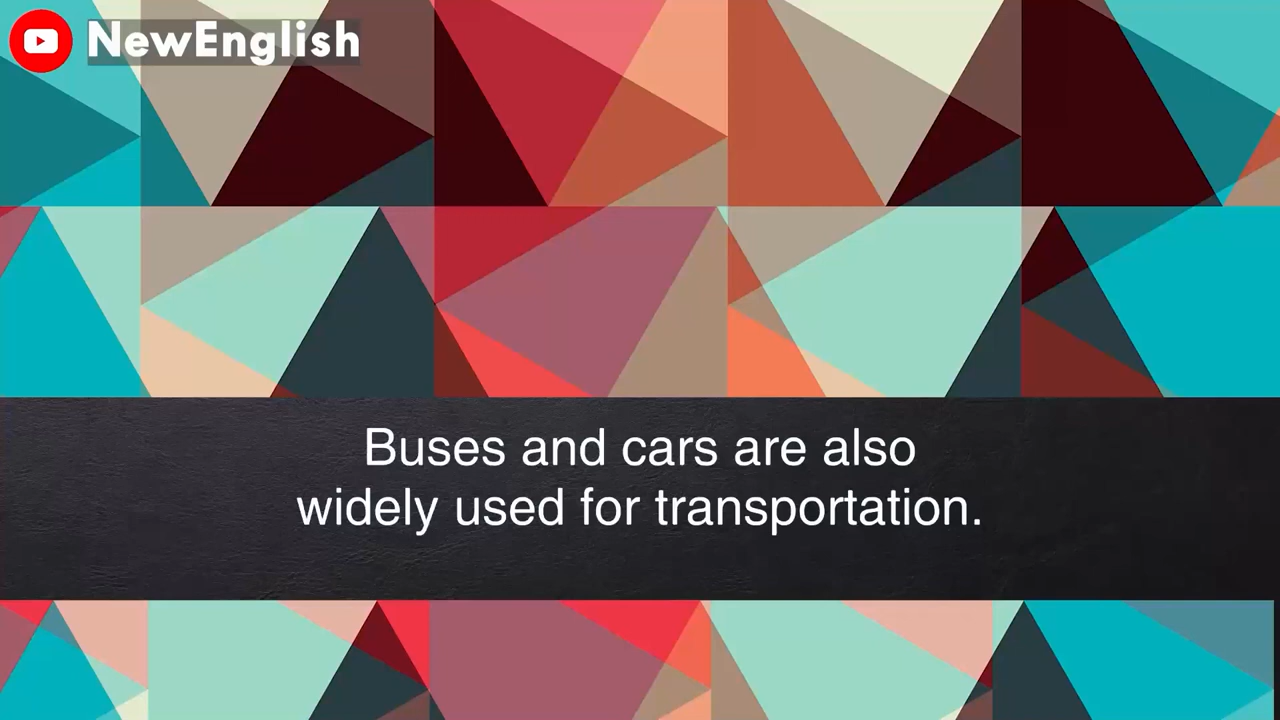 NewEnglish
Buses and cars are also
widely used for transportation.